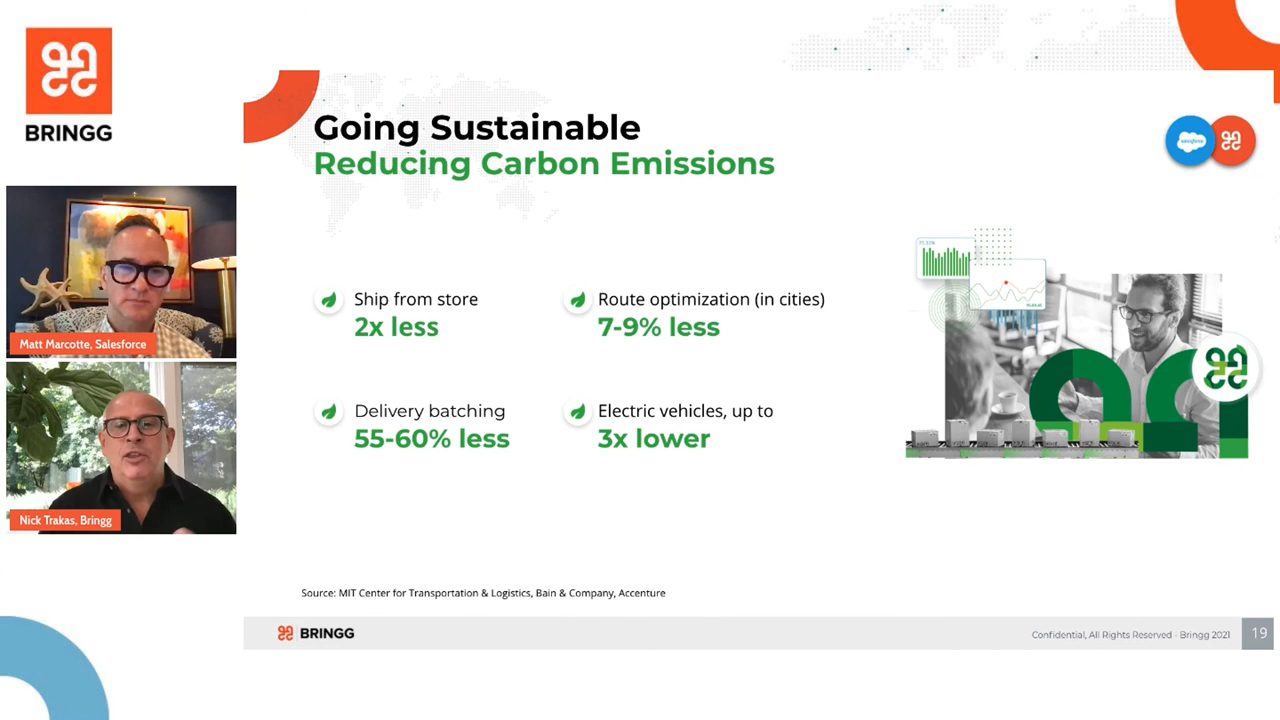 BRINGG
Going Sustainable
Reducing Carbon Emissions
salesforce
Matt Marcotte, Salesforce
Nick Trakas, Bringg
Ship from store
2x less
Route optimization (in cities)
7-9% less
Delivery batching
55-60% less
Electric vehicles, up to
3x lower
Source: MIT Center for Transportation & Logistics, Bain & Company, Accenture
BRINGG
Confidential, All Rights Reserved - Bringg 2021
19